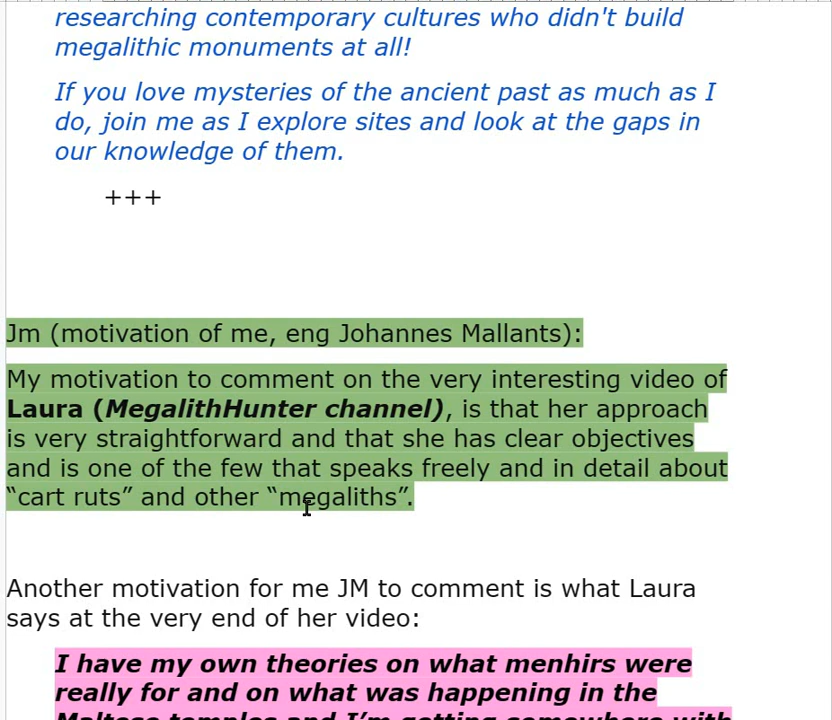 researching contemporary cultures who didn't build
megalithic monuments at all!
If you love mysteries of the ancient past as much as I
do, join me as I explore sites and look at the gaps in
our knowledge of them.
+++
Jm (motivation of me, eng Johannes Mallants):
My motivation to comment on the very interesting video of
Laura (MegalithHunter channel), is that her approach
is very straightforward and that she has clear objectives
and is one of the few that speaks freely and in detail about
“cart ruts” and other “megaliths”.
Another motivation for me JM to comment is what Laura
says at the very end of her video:
I have my own theories on what menhirs were
really for and on what was happening in the
Maltese temples and I’m getting somewhere with